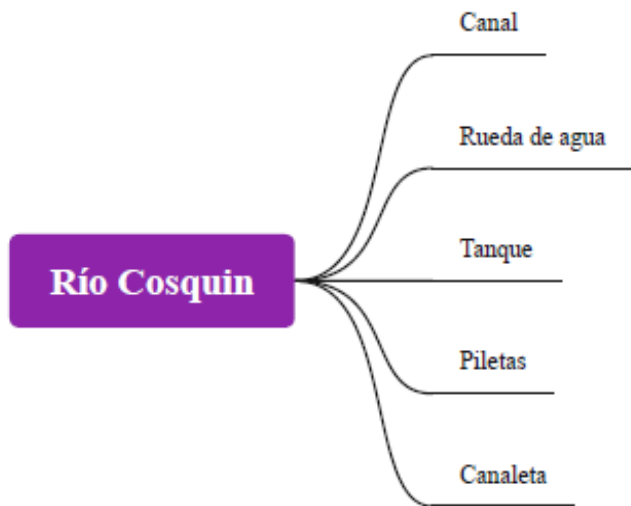 Canal
Rueda de agua
Río Cosquin
Tanque
Piletas
Canaleta